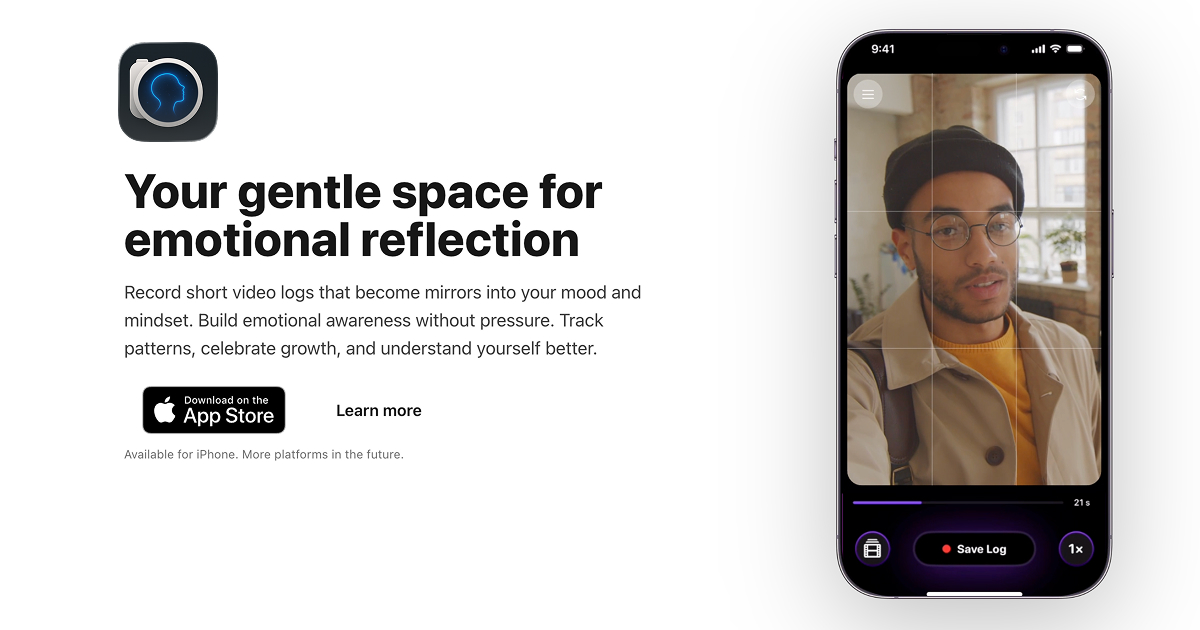 Your gentle space for
emotional reflection
Record short video logs that become mirrors into your mood and
mindset. Build emotional awareness without pressure. Track
patterns, celebrate growth, and understand yourself better.
Download on the
App Store
Learn more
Available for iPhone. More platforms in the future.
9:41
21 s
Save Log
1×